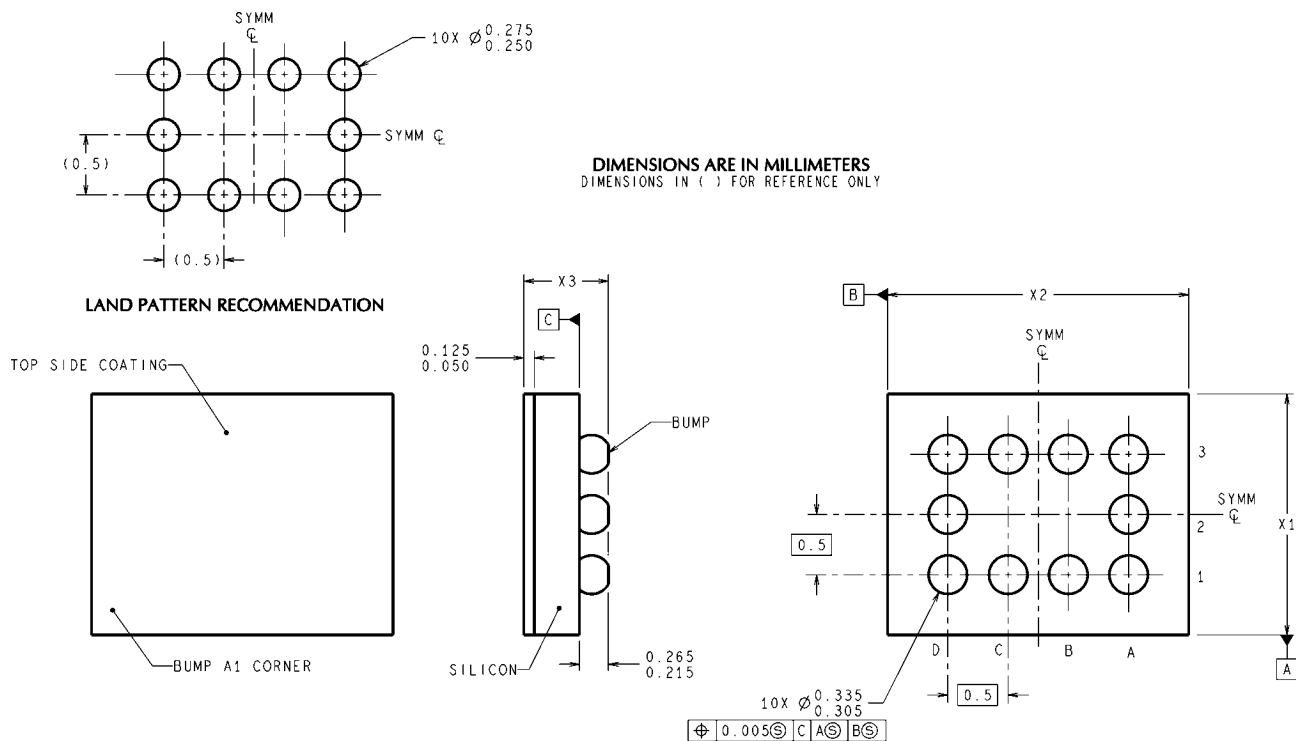 SYMM
℄
10X Ø 0.275
0.250
SYMM ℄
(0.5)
(0.5)
DIMENSIONS ARE IN MILLIMETERS
DIMENSIONS IN ( ) FOR REFERENCE ONLY
LAND PATTERN RECOMMENDATION
TOP SIDE COATING
BUMP A1 CORNER
X3
C
0.125
0.050
BUMP
SILICON
0.265
0.215
B
X2
SYMM
℄
3
SYMM
℄
2
X1
0.5
1
D C B A
A
0.5
10X Ø 0.335
0.305
⌖ 0.005Ⓢ C AⓈ BⓈ